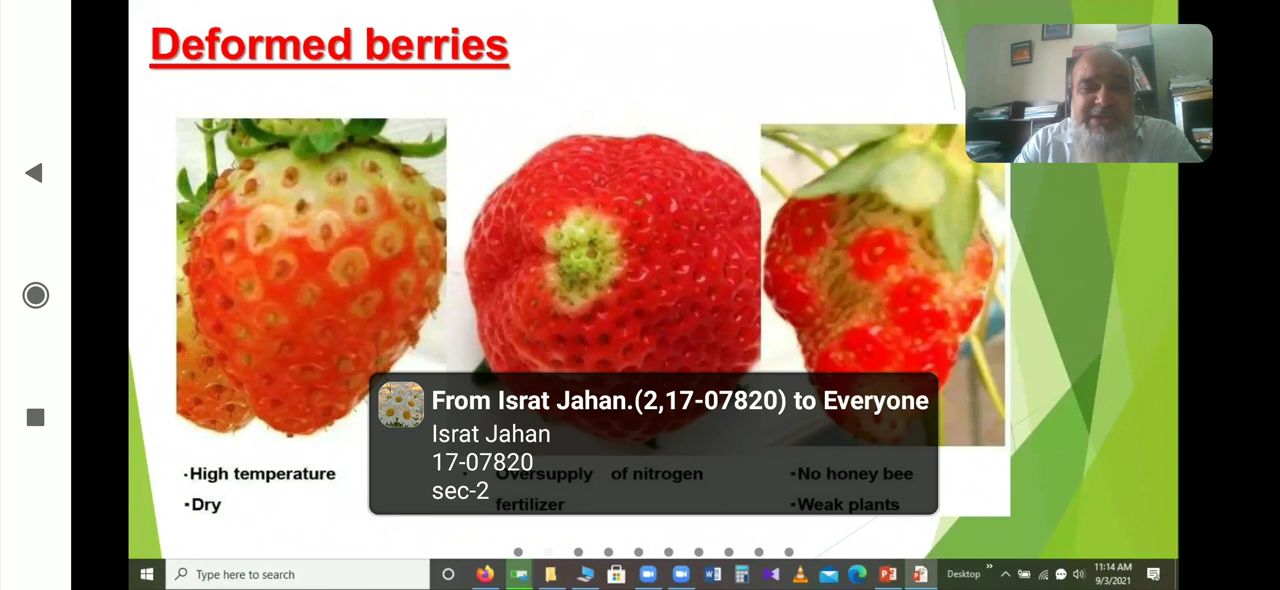 Deformed berries
From Israt Jahan.(2,17-07820) to Everyone
Israt Jahan
17-07820
sec-2
·High temperature
·Dry
· Oversupply of nitrogen
fertilizer
·No honey bee
·Weak plants
Type here to search
Desktop
»
11:14 AM
9/3/2021